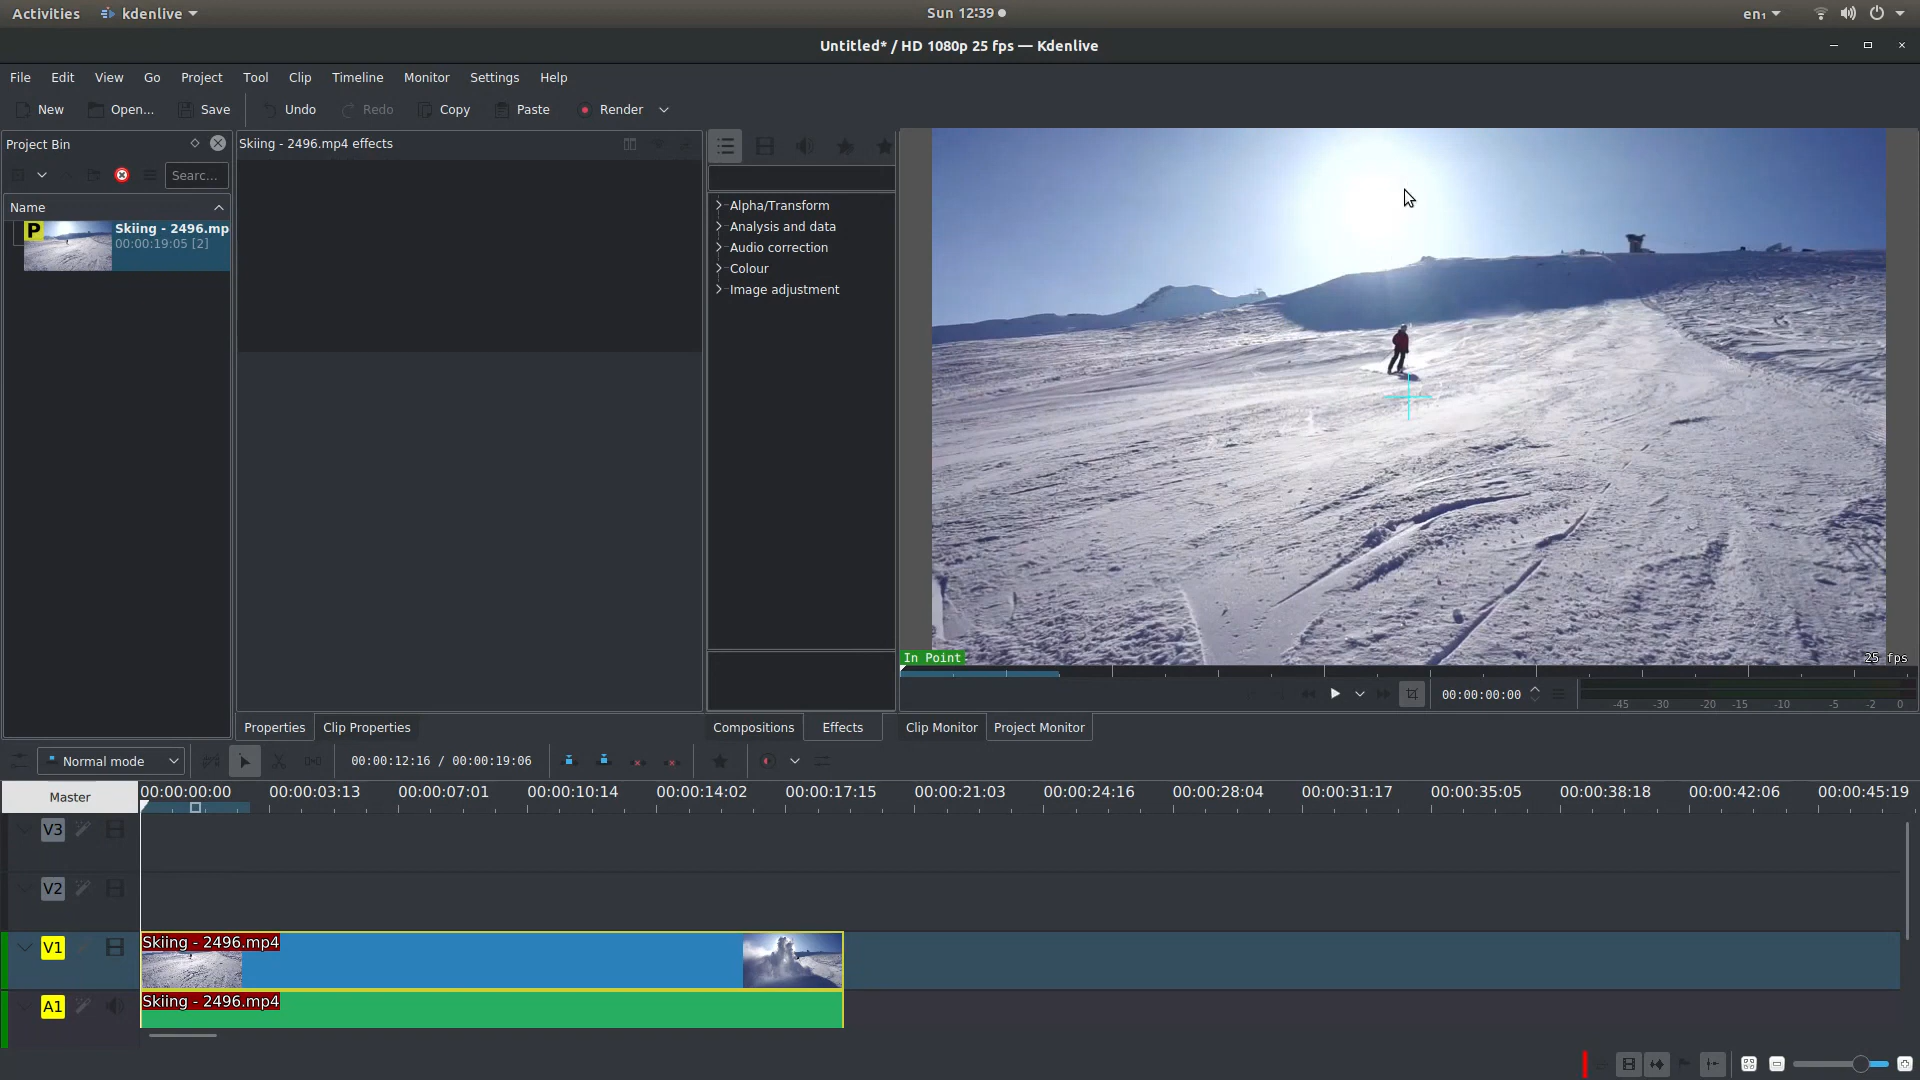 Activities kdenlive Sun 12:39 en₁
Untitled* / HD 1080p 25 fps — Kdenlive
File Edit View Go Project Tool Clip Timeline Monitor Settings Help
New Open... Save Undo Redo Copy Paste Render
Project Bin
Searc...
Name
P
Skiing - 2496.mp
00:00:19:05 [2]
Skiing - 2496.mp4 effects
Alpha/Transform
Analysis and data
Audio correction
Colour
Image adjustment
In Point
25 fps
00:00:00:00
-45 -30 -20 -15 -10 -5 -2 0
Properties Clip Properties Compositions Effects Clip Monitor Project Monitor
Normal mode 00:00:12:16 / 00:00:19:06
Master 00:00:00:00 00:00:03:13 00:00:07:01 00:00:10:14 00:00:14:02 00:00:17:15 00:00:21:03 00:00:24:16 00:00:28:04 00:00:31:17 00:00:35:05 00:00:38:18 00:00:42:06 00:00:45:19
V3
V2
V1 Skiing - 2496.mp4
A1 Skiing - 2496.mp4